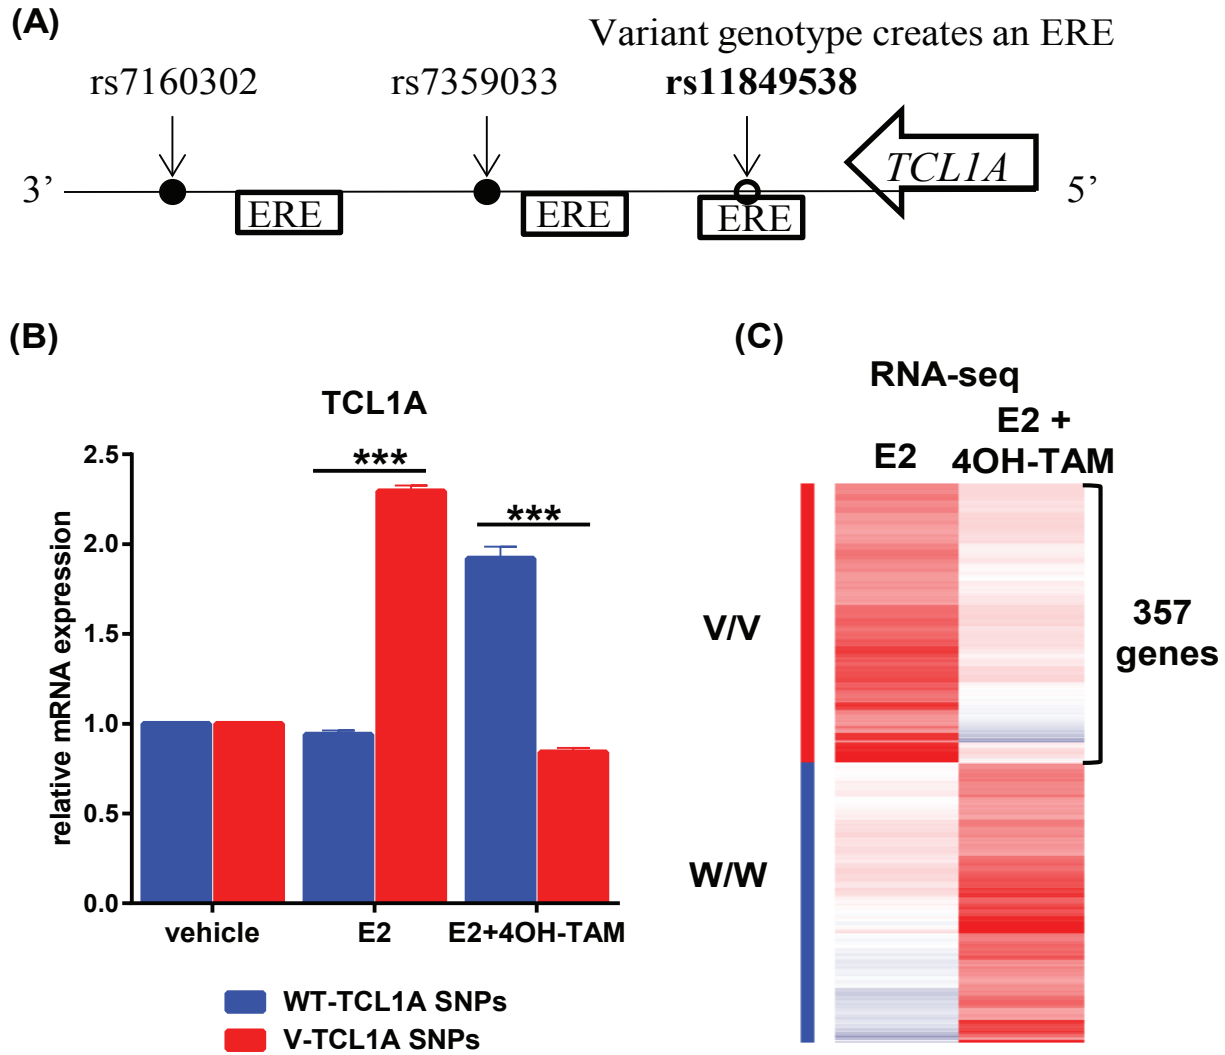 (A)
Variant genotype creates an ERE
rs7160302 rs7359033 rs11849538
TCL1A
3’ 5’
ERE ERE ERE
(B)
TCL1A
relative mRNA expression
2.5
2.0
1.5
1.0
0.5
0.0
***
***
vehicle E2 E2+4OH-TAM
WT-TCL1A SNPs
V-TCL1A SNPs
(C)
RNA-seq
E2
E2 +
4OH-TAM
V/V
W/W
357
genes